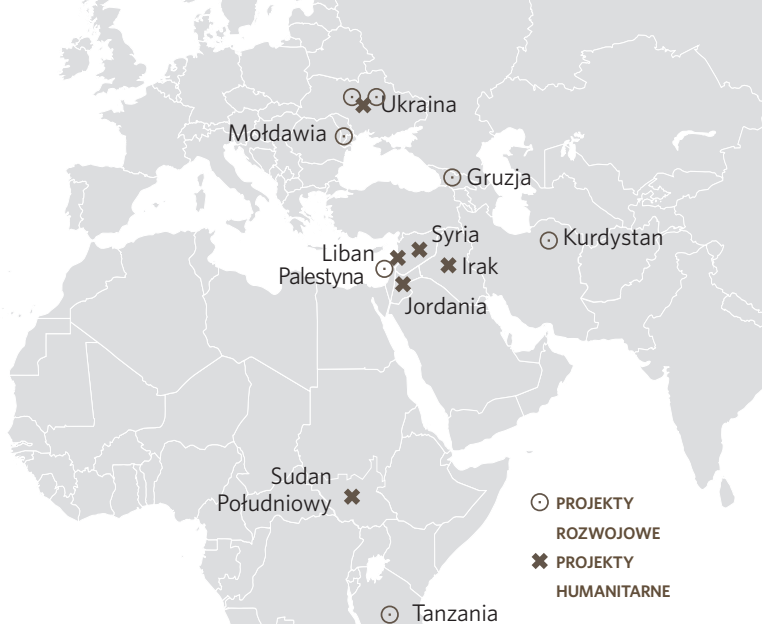 Ukraina
Mołdawia
Gruzja
Kurdystan
Syria
Liban
Palestyna
Irak
Jordania
Sudan
Południowy
Tanzania
PROJEKTY
ROZWOJOWE
PROJEKTY
HUMANITARNE